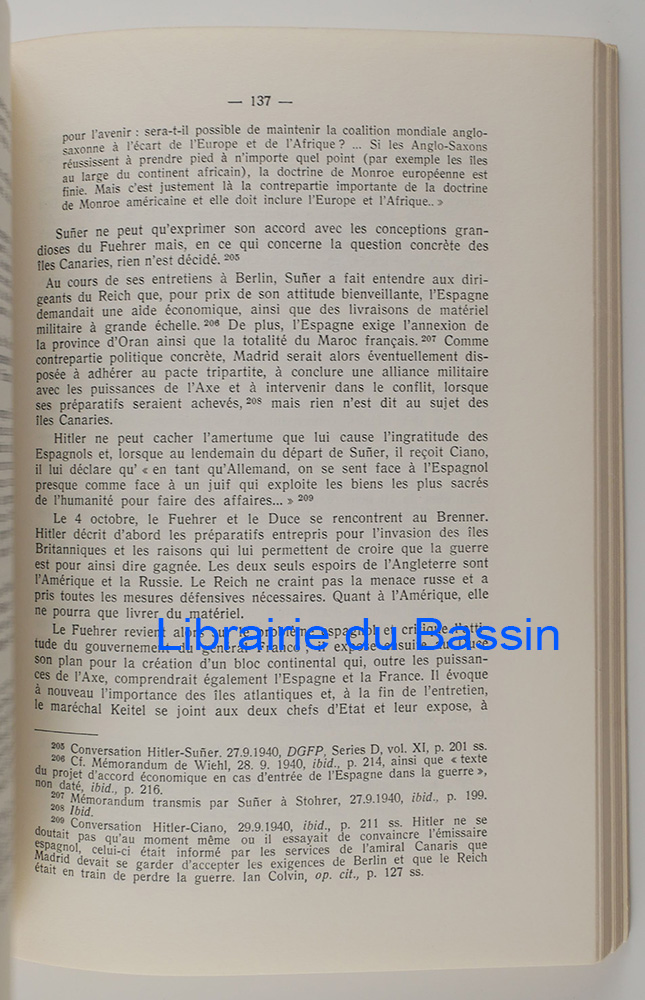 — 137 —
pour l'avenir : sera-t-il possible de maintenir la coalition mondiale anglo-
saxonne à l'écart de l'Europe et de l'Afrique ? ... Si les Anglo-Saxons
réussissent à prendre pied à n'importe quel point (par exemple les îles
au large du continent africain), la doctrine de Monroe européenne est
finie. Mais c'est justement là la contrepartie importante de la doctrine
de Monroe américaine et elle doit inclure l'Europe et l'Afrique.. »
Suñer ne peut qu'exprimer son accord avec les conceptions gran-
dioses du Fuehrer mais, en ce qui concerne la question concrète des
îles Canaries, rien n'est décidé. 205
Au cours de ses entretiens à Berlin, Suñer a fait entendre aux diri-
geants du Reich que, pour prix de son attitude bienveillante, l'Espagne
demandait une aide économique, ainsi que des livraisons de matériel
militaire à grande échelle. 206 De plus, l'Espagne exige l'annexion de
la province d'Oran ainsi que la totalité du Maroc français. 207 Comme
contrepartie politique concrète, Madrid serait alors éventuellement dis-
posée à adhérer au pacte tripartite, à conclure une alliance militaire
avec les puissances de l'Axe et à intervenir dans le conflit, lorsque
ses préparatifs seraient achevés, 208 mais rien n'est dit au sujet des
îles Canaries.
Hitler ne peut cacher l'amertume que lui cause l'ingratitude des
Espagnols et, lorsque au lendemain du départ de Suñer, il reçoit Ciano,
il lui déclare qu' « en tant qu'Allemand, on se sent face à l'Espagnol
presque comme face à un juif qui exploite les biens les plus sacrés
de l'humanité pour faire des affaires... » 209
Le 4 octobre, le Fuehrer et le Duce se rencontrent au Brenner.
Hitler décrit d'abord les préparatifs entrepris pour l'invasion des îles
Britanniques et les raisons qui lui permettent de croire que la guerre
est pour ainsi dire gagnée. Les deux seuls espoirs de l'Angleterre sont
l'Amérique et la Russie. Le Reich ne craint pas la menace russe et a
pris toutes les mesures défensives nécessaires. Quant à l'Amérique, elle
ne pourra que livrer du matériel.
Le Fuehrer revient alors sur le problème espagnol et critique l'atti-
Librairie du Bassin
tude du gouvernement du général Franco ; il expose ensuite au Duce
son plan pour la création d'un bloc continental qui, outre les puissan-
ces de l'Axe, comprendrait également l'Espagne et la France. Il évoque
à nouveau l'importance des îles atlantiques et, à la fin de l'entretien,
le maréchal Keitel se joint aux deux chefs d'Etat et leur expose, à
205 Conversation Hitler-Suñer. 27.9.1940, DGFP, Series D, vol. XI, p. 201 ss.
206 Cf. Mémorandum de Wiehl, 28. 9. 1940, ibid., p. 214, ainsi que « texte
du projet d'accord économique en cas d'entrée de l'Espagne dans la guerre »,
non daté, ibid., p. 216.
207 Mémorandum transmis par Suñer à Stohrer, 27.9.1940, ibid., p. 199.
208 Ibid.
209 Conversation Hitler-Ciano, 29.9.1940, ibid., p. 211 ss. Hitler ne se
doutait pas qu'au moment même ou il essayait de convaincre l'émissaire
espagnol, celui-ci était informé par les services de l'amiral Canaris que
Madrid devait se garder d'accepter les exigences de Berlin et que le Reich
était en train de perdre la guerre. Ian Colvin, op. cit., p. 127 ss.